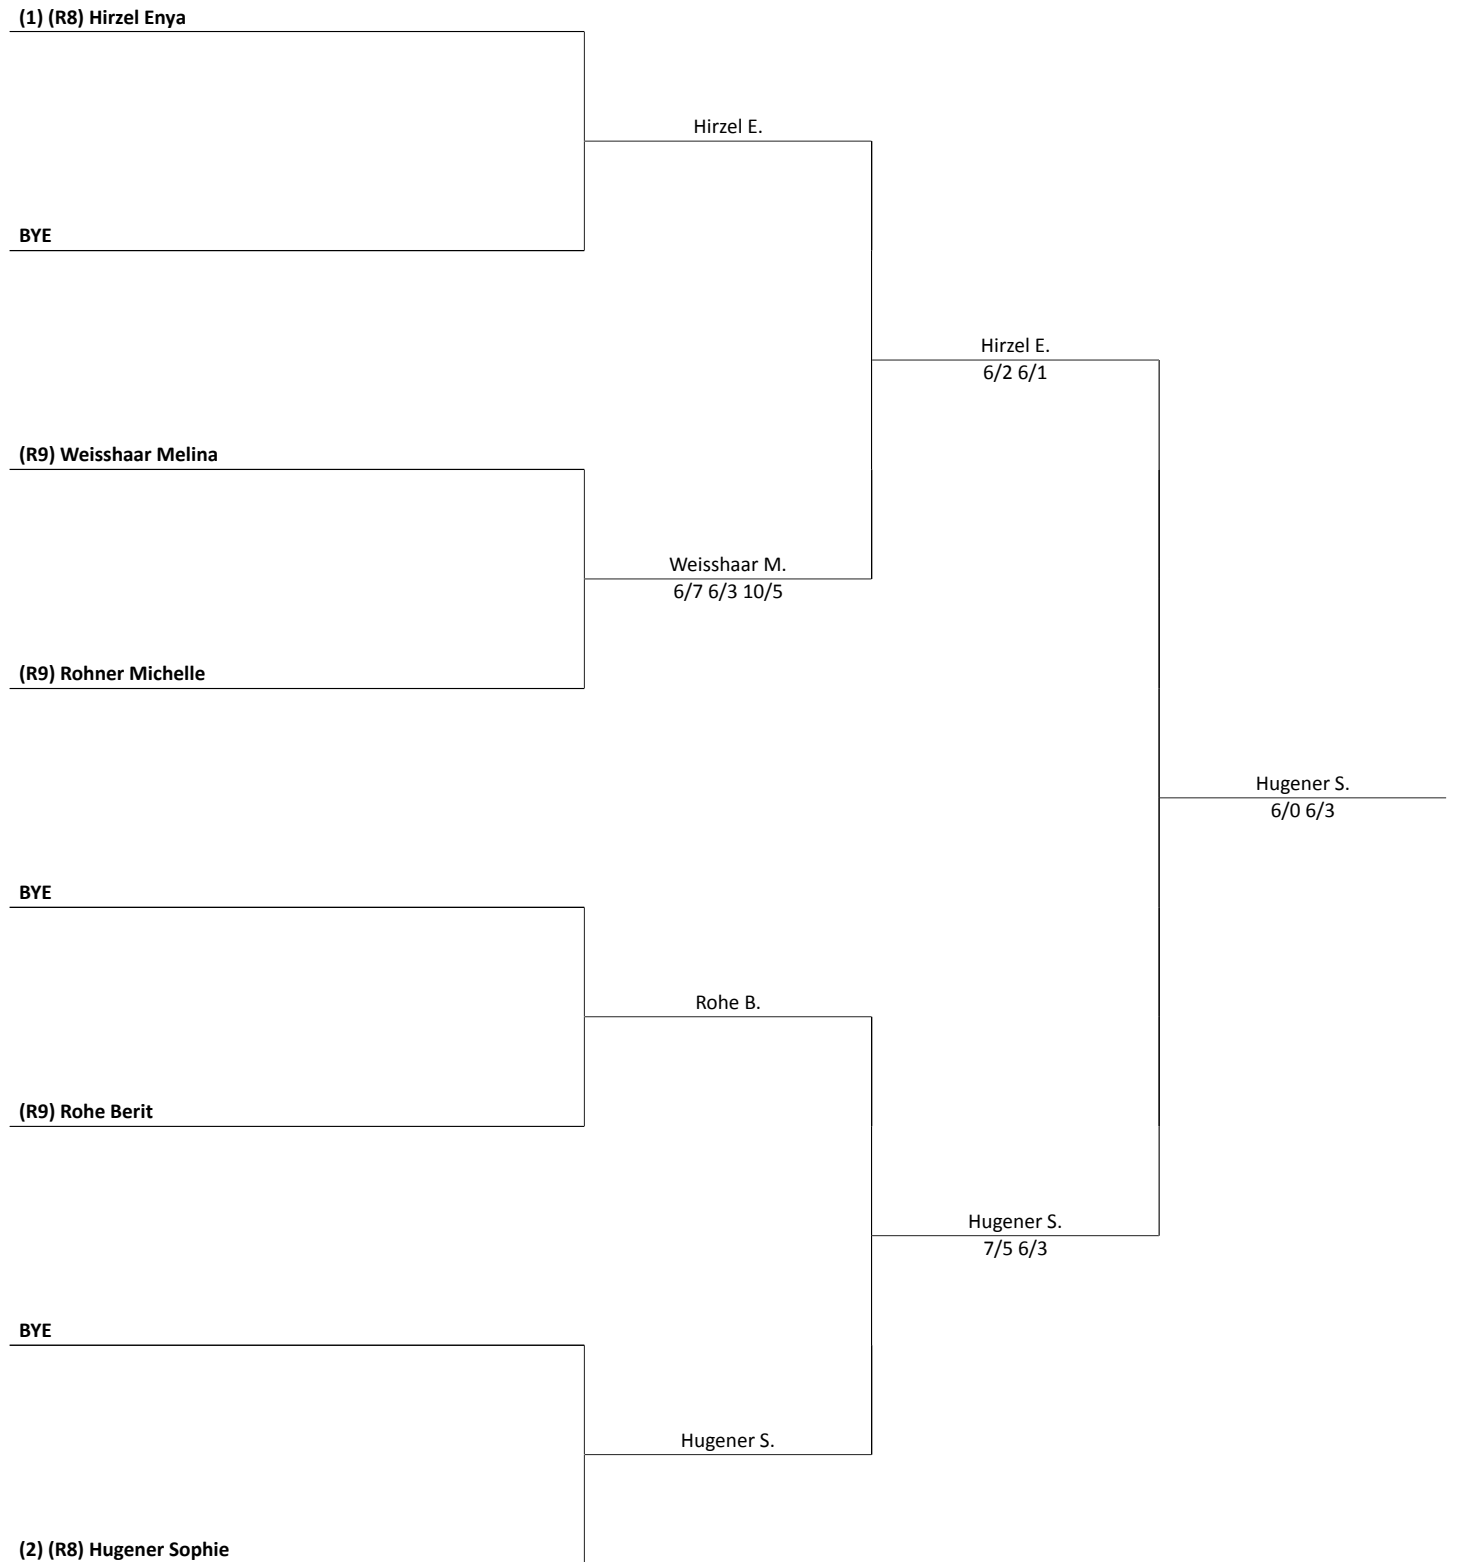 (1) (R8) Hirzel Enya
Hirzel E.
BYE
Hirzel E.
6/2 6/1
(R9) Weisshaar Melina
Weisshaar M.
6/7 6/3 10/5
(R9) Rohner Michelle
Hugener S.
6/0 6/3
BYE
Rohe B.
(R9) Rohe Berit
Hugener S.
7/5 6/3
BYE
Hugener S.
(2) (R8) Hugener Sophie